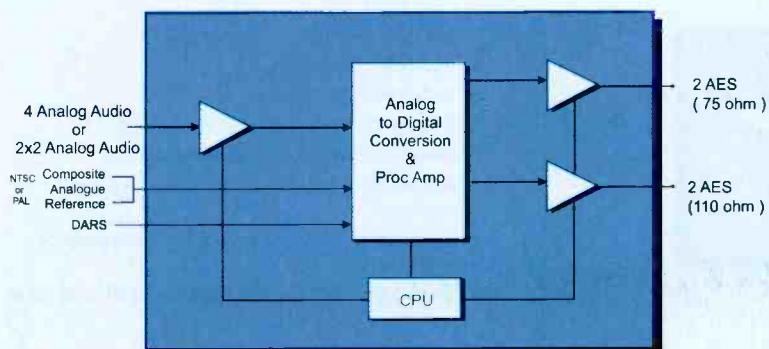 4 Analog Audio
or
2x2 Analog Audio
NTSC
or
PAL
Composite
Analogue
Reference
DARS
Analog
to Digital
Conversion
&
Proc Amp
CPU
2 AES
( 75 ohm )
2 AES
(110 ohm )